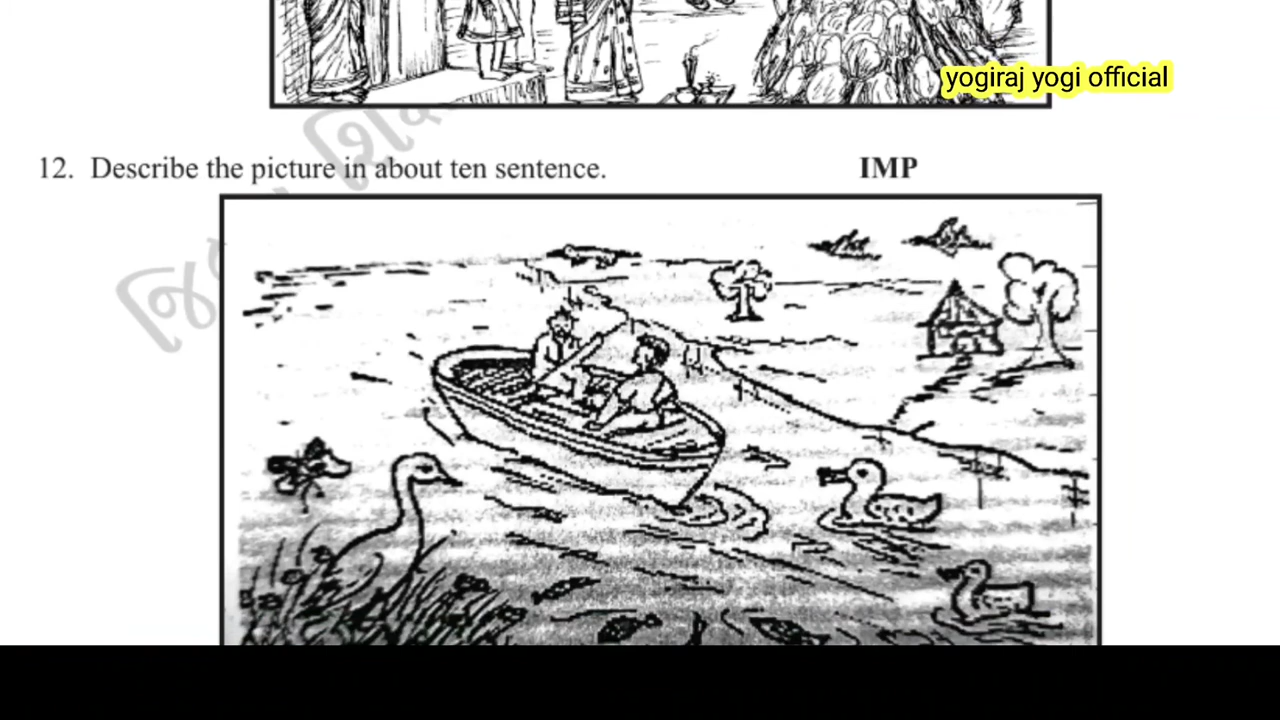 yogiraj yogi official
12. Describe the picture in about ten sentence. IMP